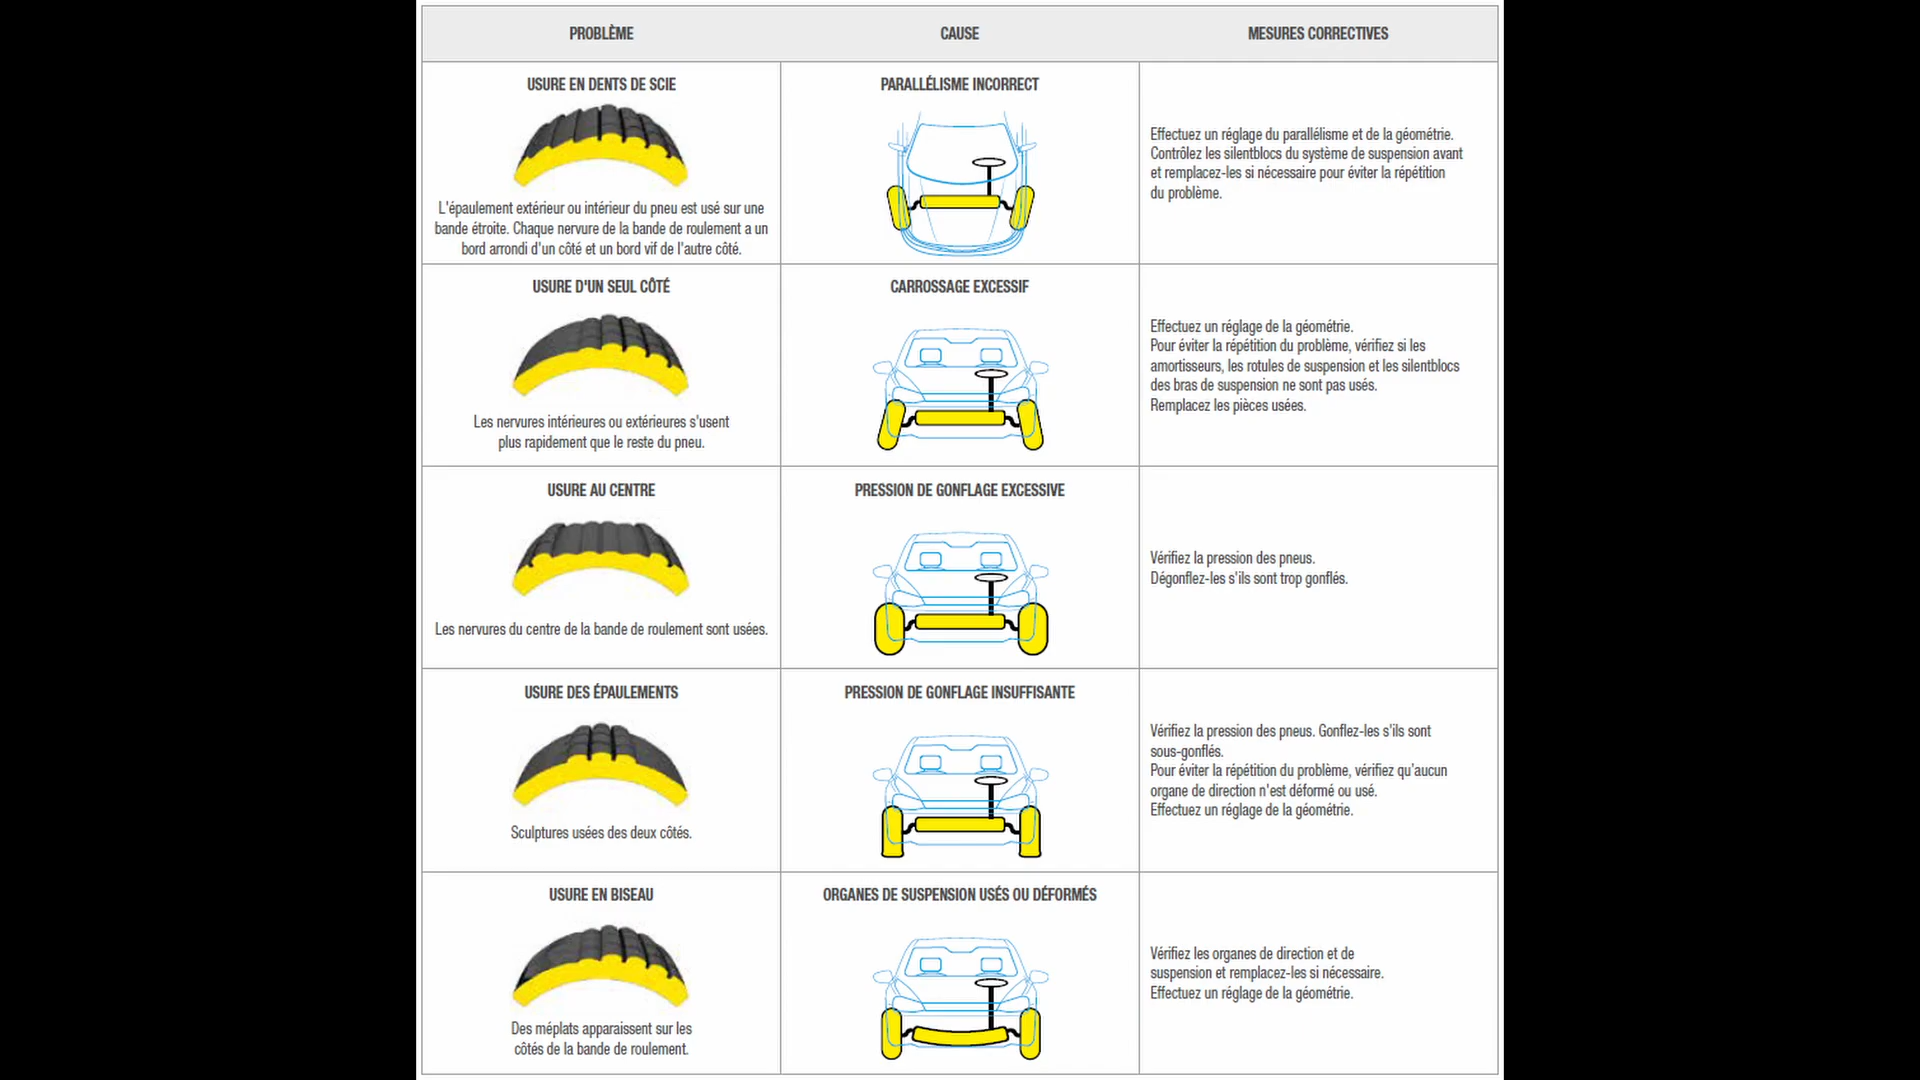 PROBLÈME
CAUSE
MESURES CORRECTIVES
USURE EN DENTS DE SCIE
L'épaulement extérieur ou intérieur du pneu est usé sur une
bande étroite. Chaque nervure de la bande de roulement a un
bord arrondi d'un côté et un bord vif de l'autre côté.
PARALLÉLISME INCORRECT
Effectuez un réglage du parallélisme et de la géométrie.
Contrôlez les silentblocs du système de suspension avant
et remplacez-les si nécessaire pour éviter la répétition
du problème.
USURE D'UN SEUL CÔTÉ
Les nervures intérieures ou extérieures s'usent
plus rapidement que le reste du pneu.
CARROSSAGE EXCESSIF
Effectuez un réglage de la géométrie.
Pour éviter la répétition du problème, vérifiez si les
amortisseurs, les rotules de suspension et les silentblocs
des bras de suspension ne sont pas usés.
Remplacez les pièces usées.
USURE AU CENTRE
Les nervures du centre de la bande de roulement sont usées.
PRESSION DE GONFLAGE EXCESSIVE
Vérifiez la pression des pneus.
Dégonflez-les s'ils sont trop gonflés.
USURE DES ÉPAULEMENTS
Sculptures usées des deux côtés.
PRESSION DE GONFLAGE INSUFFISANTE
Vérifiez la pression des pneus. Gonflez-les s'ils sont
sous-gonflés.
Pour éviter la répétition du problème, vérifiez qu'aucun
organe de direction n'est déformé ou usé.
Effectuez un réglage de la géométrie.
USURE EN BISEAU
Des méplats apparaissent sur les
côtés de la bande de roulement.
ORGANES DE SUSPENSION USÉS OU DÉFORMÉS
Vérifiez les organes de direction et de
suspension et remplacez-les si nécessaire.
Effectuez un réglage de la géométrie.